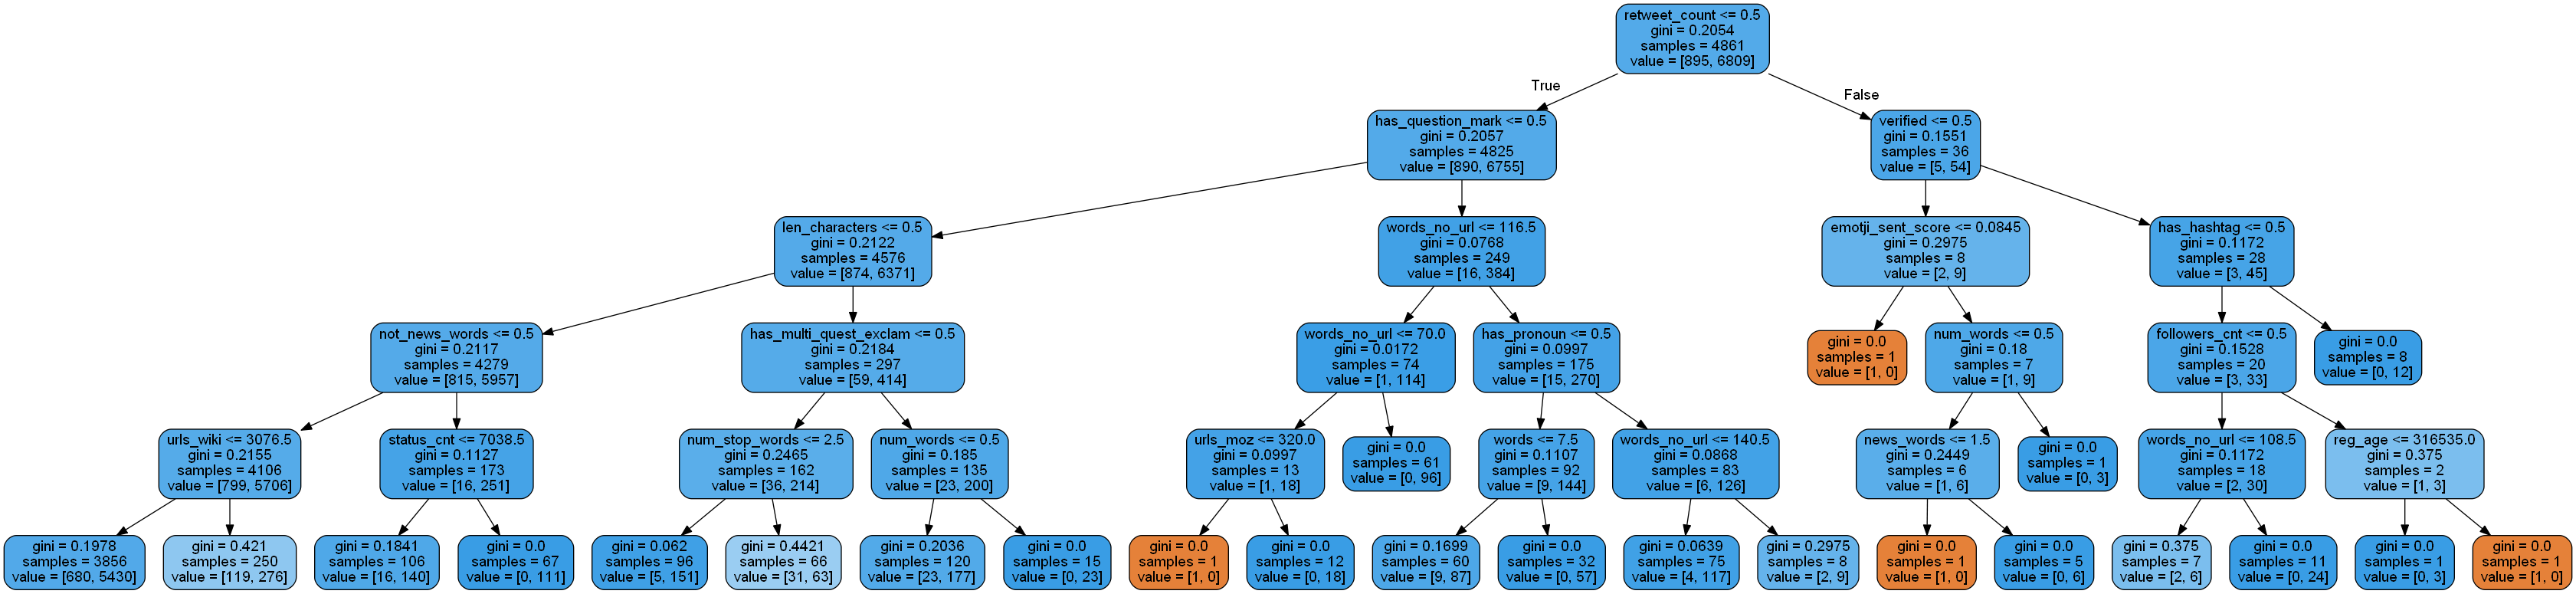 retweet_count <= 0.5
gini = 0.2054
samples = 4861
value = [895, 6809]
True
False
has_question_mark <= 0.5
gini = 0.2057
samples = 4825
value = [890, 6755]
verified <= 0.5
gini = 0.1551
samples = 36
value = [5, 54]
len_characters <= 0.5
gini = 0.2122
samples = 4576
value = [874, 6371]
words_no_url <= 116.5
gini = 0.0768
samples = 249
value = [16, 384]
emotji_sent_score <= 0.0845
gini = 0.2975
samples = 8
value = [2, 9]
has_hashtag <= 0.5
gini = 0.1172
samples = 28
value = [3, 45]
not_news_words <= 0.5
gini = 0.2117
samples = 4279
value = [815, 5957]
has_multi_quest_exclam <= 0.5
gini = 0.2184
samples = 297
value = [59, 414]
words_no_url <= 70.0
gini = 0.0172
samples = 74
value = [1, 114]
has_pronoun <= 0.5
gini = 0.0997
samples = 175
value = [15, 270]
gini = 0.0
samples = 1
value = [1, 0]
num_words <= 0.5
gini = 0.18
samples = 7
value = [1, 9]
followers_cnt <= 0.5
gini = 0.1528
samples = 20
value = [3, 33]
gini = 0.0
samples = 8
value = [0, 12]
urls_wiki <= 3076.5
gini = 0.2155
samples = 4106
value = [799, 5706]
status_cnt <= 7038.5
gini = 0.1127
samples = 173
value = [16, 251]
num_stop_words <= 2.5
gini = 0.2465
samples = 162
value = [36, 214]
num_words <= 0.5
gini = 0.185
samples = 135
value = [23, 200]
urls_moz <= 320.0
gini = 0.0997
samples = 13
value = [1, 18]
gini = 0.0
samples = 61
value = [0, 96]
words <= 7.5
gini = 0.1107
samples = 92
value = [9, 144]
words_no_url <= 140.5
gini = 0.0868
samples = 83
value = [6, 126]
news_words <= 1.5
gini = 0.2449
samples = 6
value = [1, 6]
gini = 0.0
samples = 1
value = [0, 3]
words_no_url <= 108.5
gini = 0.1172
samples = 18
value = [2, 30]
reg_age <= 316535.0
gini = 0.375
samples = 2
value = [1, 3]
gini = 0.1978
samples = 3856
value = [680, 5430]
gini = 0.421
samples = 250
value = [119, 276]
gini = 0.1841
samples = 106
value = [16, 140]
gini = 0.0
samples = 67
value = [0, 111]
gini = 0.062
samples = 96
value = [5, 151]
gini = 0.4421
samples = 66
value = [31, 63]
gini = 0.2036
samples = 120
value = [23, 177]
gini = 0.0
samples = 15
value = [0, 23]
gini = 0.0
samples = 1
value = [1, 0]
gini = 0.0
samples = 12
value = [0, 18]
gini = 0.1699
samples = 60
value = [9, 87]
gini = 0.0
samples = 32
value = [0, 57]
gini = 0.0639
samples = 75
value = [4, 117]
gini = 0.2975
samples = 8
value = [2, 9]
gini = 0.0
samples = 1
value = [1, 0]
gini = 0.0
samples = 5
value = [0, 6]
gini = 0.375
samples = 7
value = [2, 6]
gini = 0.0
samples = 11
value = [0, 24]
gini = 0.0
samples = 1
value = [0, 3]
gini = 0.0
samples = 1
value = [1, 0]